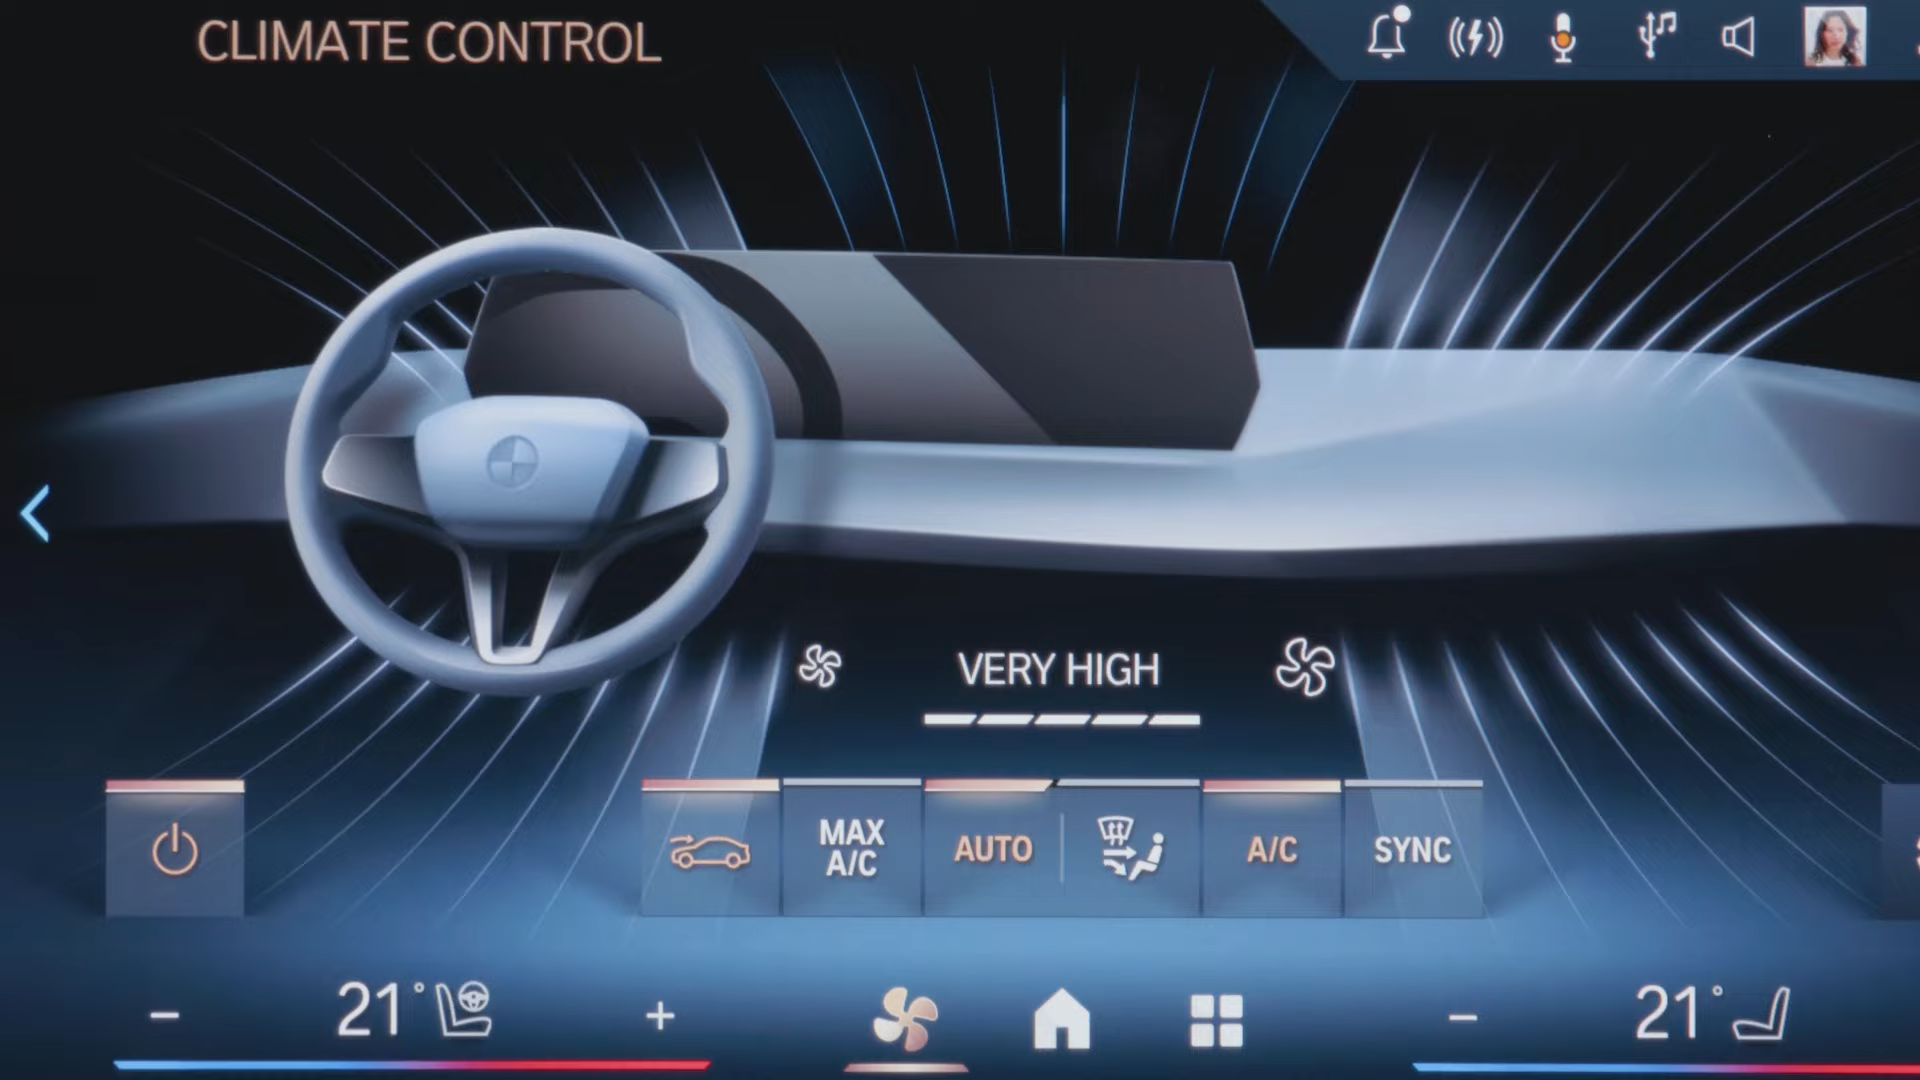 CLIMATE CONTROL
VERY HIGH
MAX
A/C
AUTO
A/C
SYNC
− 21° +
− 21°